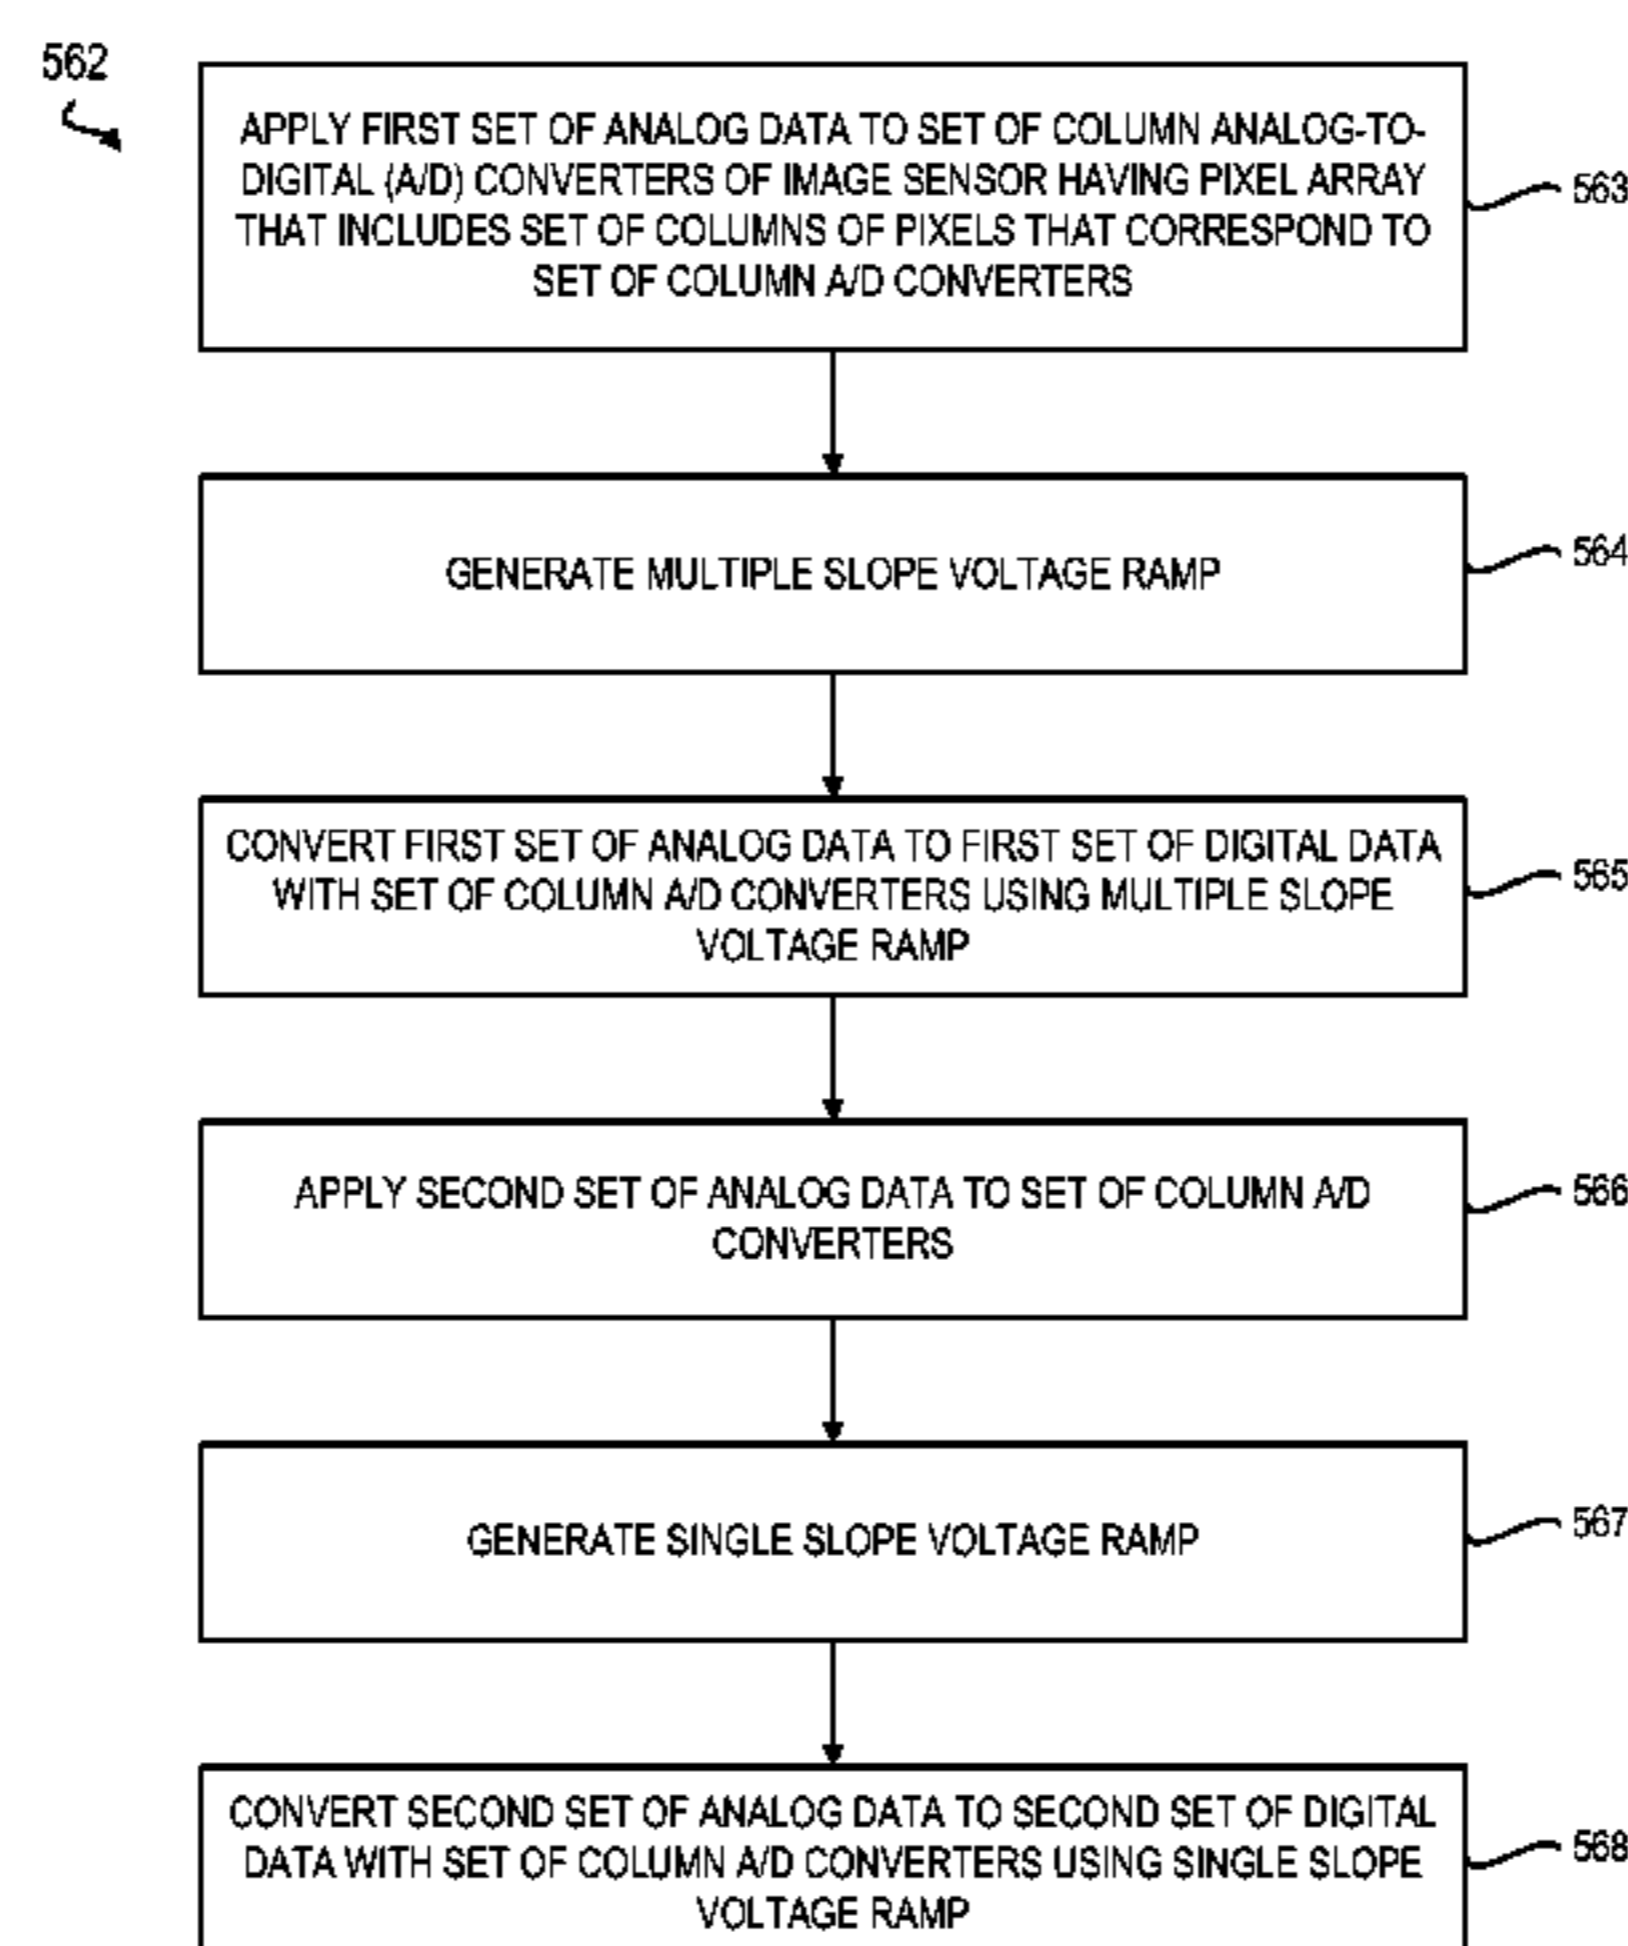 562
APPLY FIRST SET OF ANALOG DATA TO SET OF COLUMN ANALOG-TO-
DIGITAL (A/D) CONVERTERS OF IMAGE SENSOR HAVING PIXEL ARRAY
THAT INCLUDES SET OF COLUMNS OF PIXELS THAT CORRESPOND TO
SET OF COLUMN A/D CONVERTERS
563
GENERATE MULTIPLE SLOPE VOLTAGE RAMP
564
CONVERT FIRST SET OF ANALOG DATA TO FIRST SET OF DIGITAL DATA
WITH SET OF COLUMN A/D CONVERTERS USING MULTIPLE SLOPE
VOLTAGE RAMP
565
APPLY SECOND SET OF ANALOG DATA TO SET OF COLUMN A/D
CONVERTERS
566
GENERATE SINGLE SLOPE VOLTAGE RAMP
567
CONVERT SECOND SET OF ANALOG DATA TO SECOND SET OF DIGITAL
DATA WITH SET OF COLUMN A/D CONVERTERS USING SINGLE SLOPE
VOLTAGE RAMP
568